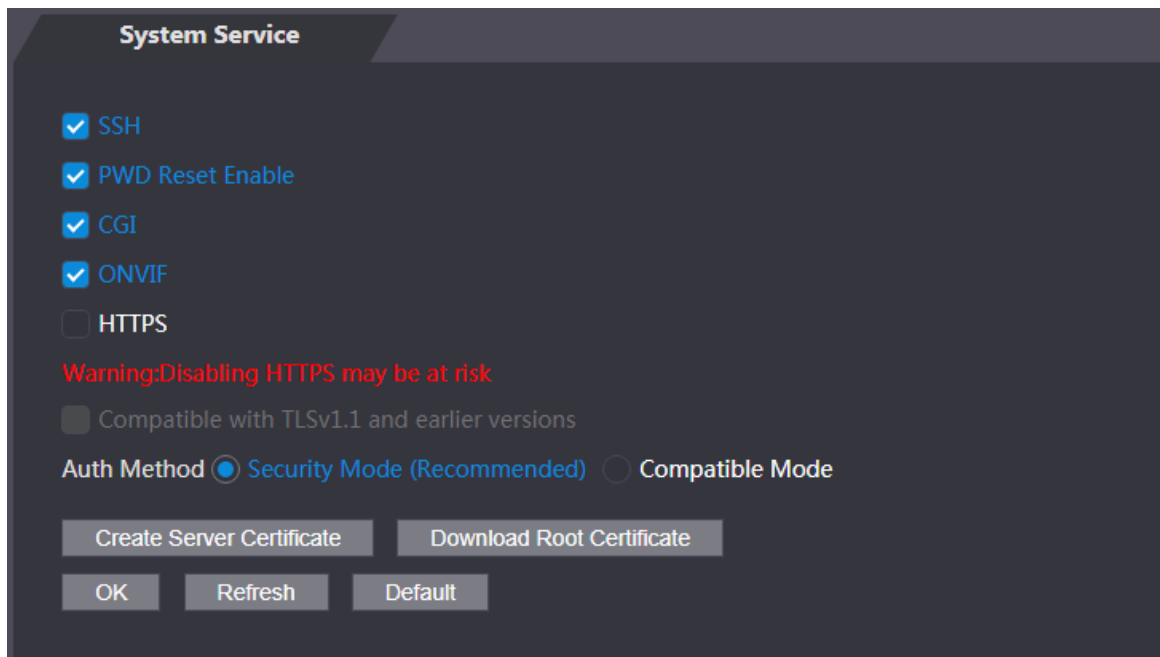 System Service
SSH
PWD Reset Enable
CGI
ONVIF
HTTPS
Warning:Disabling HTTPS may be at risk
Compatible with TLSv1.1 and earlier versions
Auth Method Security Mode (Recommended) Compatible Mode
Create Server Certificate Download Root Certificate
OK Refresh Default